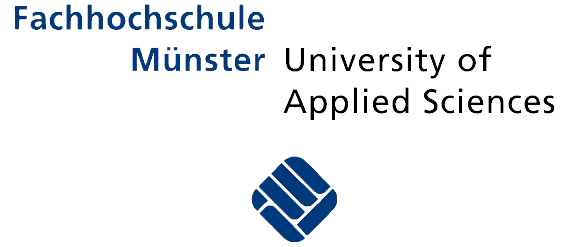 Fachhochschule
Münster University of
Applied Sciences